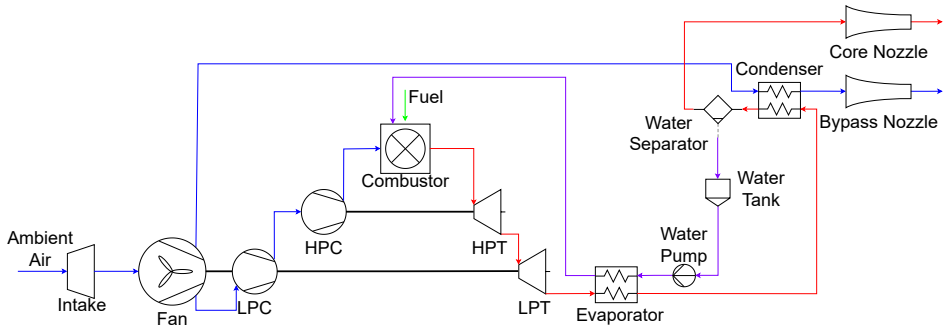 Core Nozzle
Condenser
Bypass Nozzle
Fuel
Water
Separator
Combustor
Water
Tank
HPC
HPT
Ambient
Air
Water
Pump
Intake
Fan
LPC
LPT
Evaporator